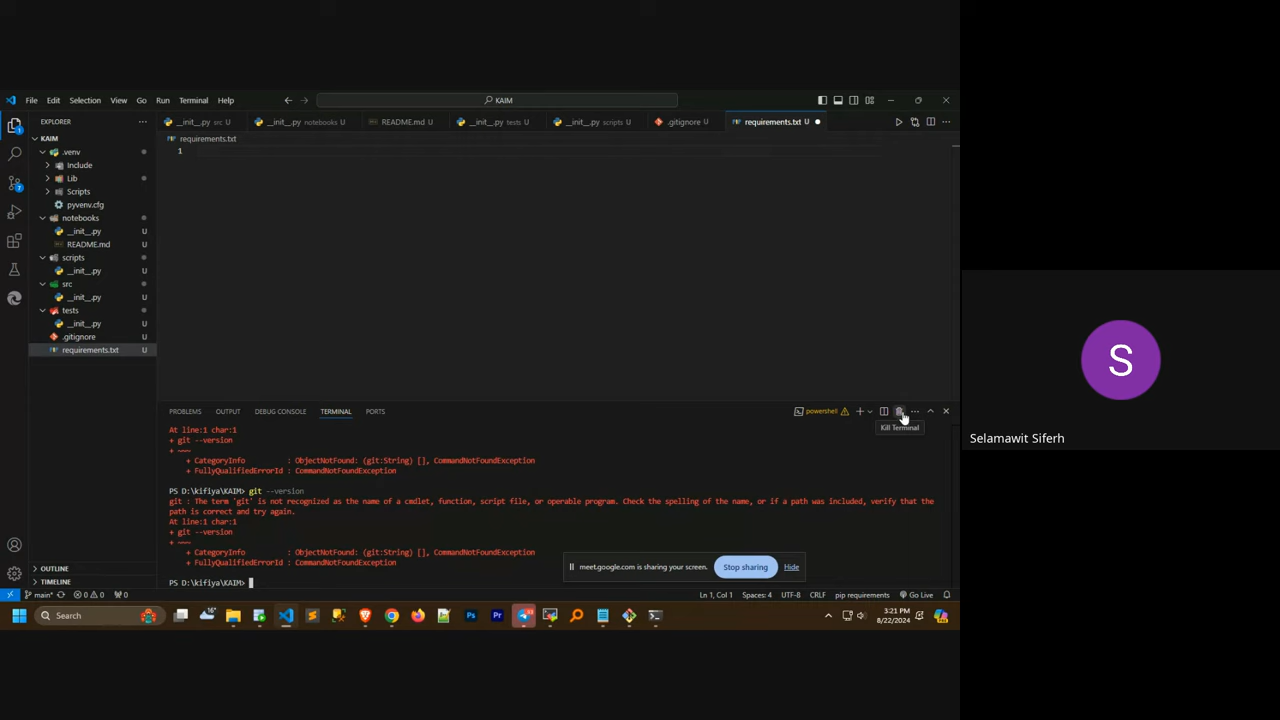 File Edit Selection View Go Run Terminal Help
KAIM
EXPLORER
__init__.py src U
__init__.py notebooks U
README.md U
__init__.py tests U
__init__.py scripts U
.gitignore U
requirements.txt U
KAIM
requirements.txt
.venv
1
Include
Lib
Scripts
pyvenv.cfg
notebooks
__init__.py U
README.md U
scripts
__init__.py U
src
__init__.py U
tests
__init__.py U
.gitignore U
requirements.txt U
PROBLEMS OUTPUT DEBUG CONSOLE TERMINAL PORTS
powershell
Kill Terminal
At line:1 char:1
+ git --version
+ ~~~
+ CategoryInfo : ObjectNotFound: (git:String) [], CommandNotFoundException
+ FullyQualifiedErrorId : CommandNotFoundException
PS D:\kifiya\KAIM> git --version
git : The term 'git' is not recognized as the name of a cmdlet, function, script file, or operable program. Check the spelling of the name, or if a path was included, verify that the
path is correct and try again.
At line:1 char:1
+ git --version
+ ~~~
+ CategoryInfo : ObjectNotFound: (git:String) [], CommandNotFoundException
+ FullyQualifiedErrorId : CommandNotFoundException
PS D:\kifiya\KAIM>
meet.google.com is sharing your screen.
Stop sharing
Hide
OUTLINE
TIMELINE
main* 0 0 0
Ln 1, Col 1 Spaces: 4 UTF-8 CRLF pip requirements Go Live
Search
3:21 PM
8/22/2024
S
Selamawit Siferh